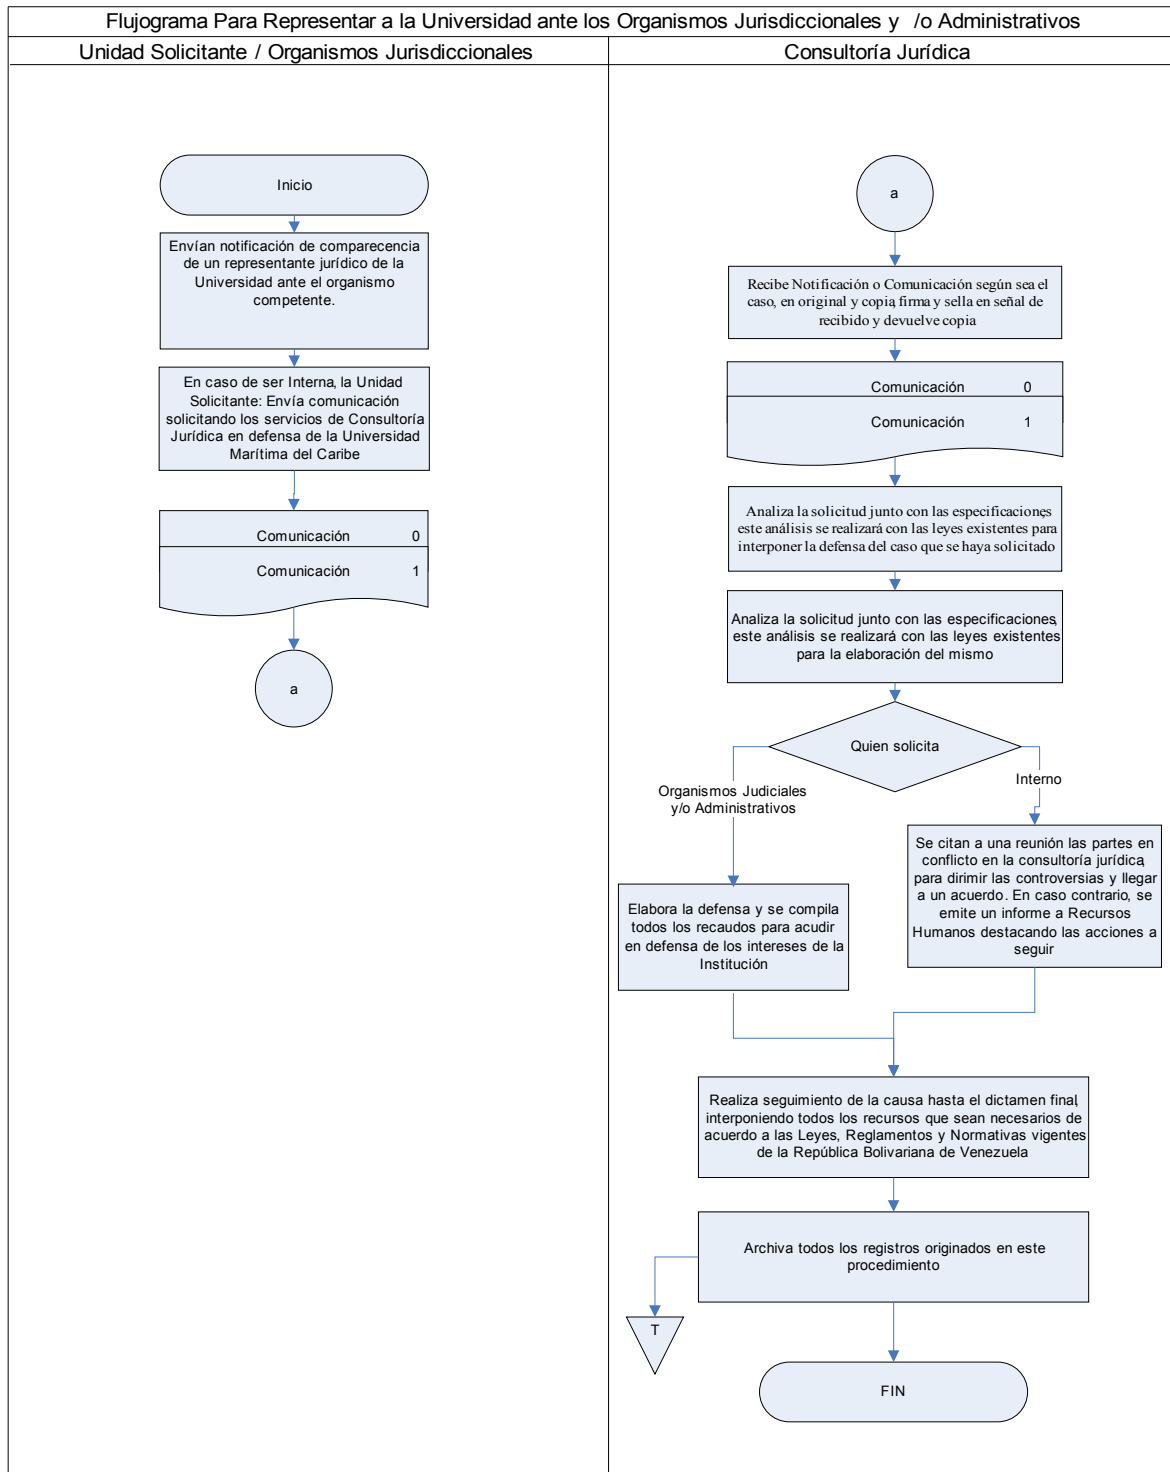 Flujograma Para Representar a la Universidad ante los Organismos Jurisdiccionales y /o Administrativos
Unidad Solicitante / Organismos Jurisdiccionales
Consultoría Jurídica
Inicio
Envían notificación de comparecencia
de un representante jurídico de la
Universidad ante el organismo
competente.
En caso de ser Interna, la Unidad
Solicitante: Envía comunicación
solicitando los servicios de Consultoría
Jurídica en defensa de la Universidad
Marítima del Caribe
Comunicación 0
Comunicación 1
a
a
Recibe Notificación o Comunicación según sea el
caso, en original y copia, firma y sella en señal de
recibido y devuelve copia
Comunicación 0
Comunicación 1
Analiza la solicitud junto con las especificaciones,
este análisis se realizará con las leyes existentes para
interponer la defensa del caso que se haya solicitado
Analiza la solicitud junto con las especificaciones,
este análisis se realizará con las leyes existentes
para la elaboración del mismo
Quien solicita
Organismos Judiciales
y/o Administrativos
Interno
Elabora la defensa y se compila
todos los recaudos para acudir
en defensa de los intereses de la
Institución
Se citan a una reunión las partes en
conflicto en la consultoría jurídica,
para dirimir las controversias y llegar
a un acuerdo. En caso contrario, se
emite un informe a Recursos
Humanos destacando las acciones a
seguir
Realiza seguimiento de la causa hasta el dictamen final,
interponiendo todos los recursos que sean necesarios de
acuerdo a las Leyes, Reglamentos y Normativas vigentes
de la República Bolivariana de Venezuela
Archiva todos los registros originados en este
procedimiento
T
FIN